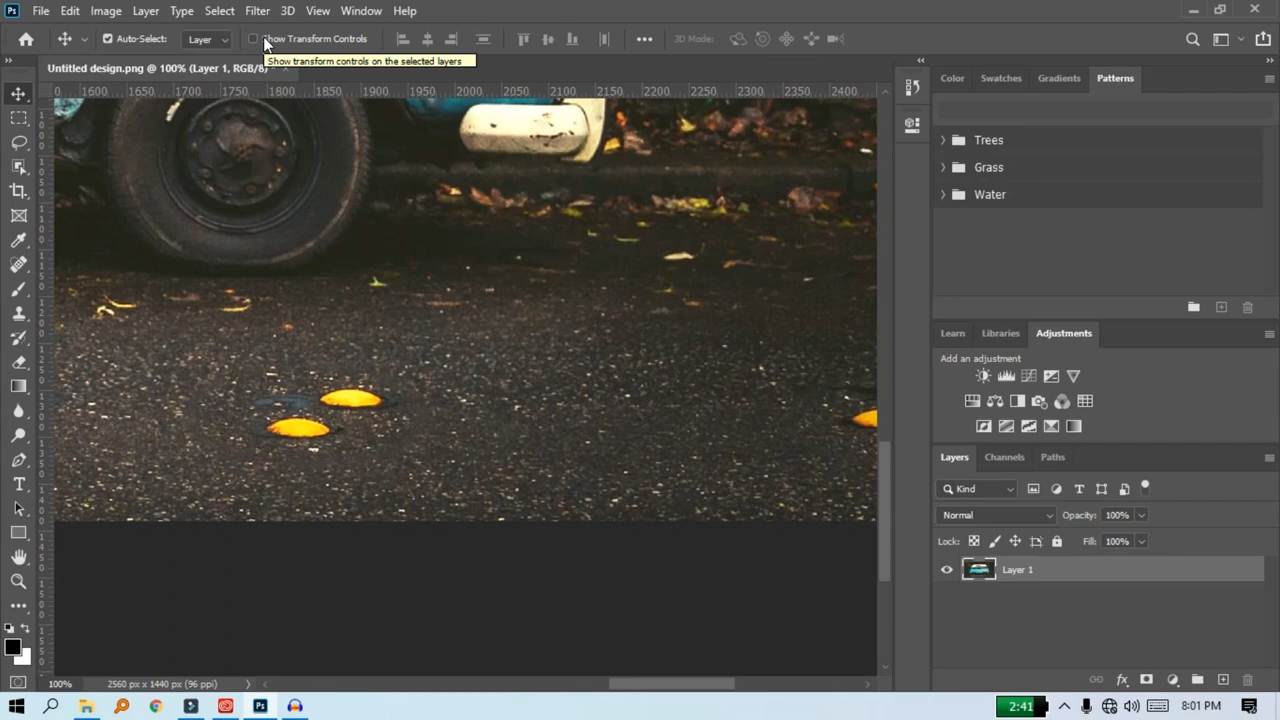 Ps File Edit Image Layer Type Select Filter 3D View Window Help
Auto-Select: Layer Show Transform Controls 3D Mode:
Show transform controls on the selected layers
Untitled design.png @ 100% (Layer 1, RGB/8)
1600 1650 1700 1750 1800 1850 1900 1950 2000 2050 2100 2150 2200 2250 2300 2350 2400
Color Swatches Gradients Patterns
Trees
Grass
Water
Learn Libraries Adjustments
Add an adjustment
Layers Channels Paths
Kind
Normal Opacity: 100%
Lock: Fill: 100%
Layer 1
100% 2560 px x 1440 px (96 ppi)
2:41 8:01 PM